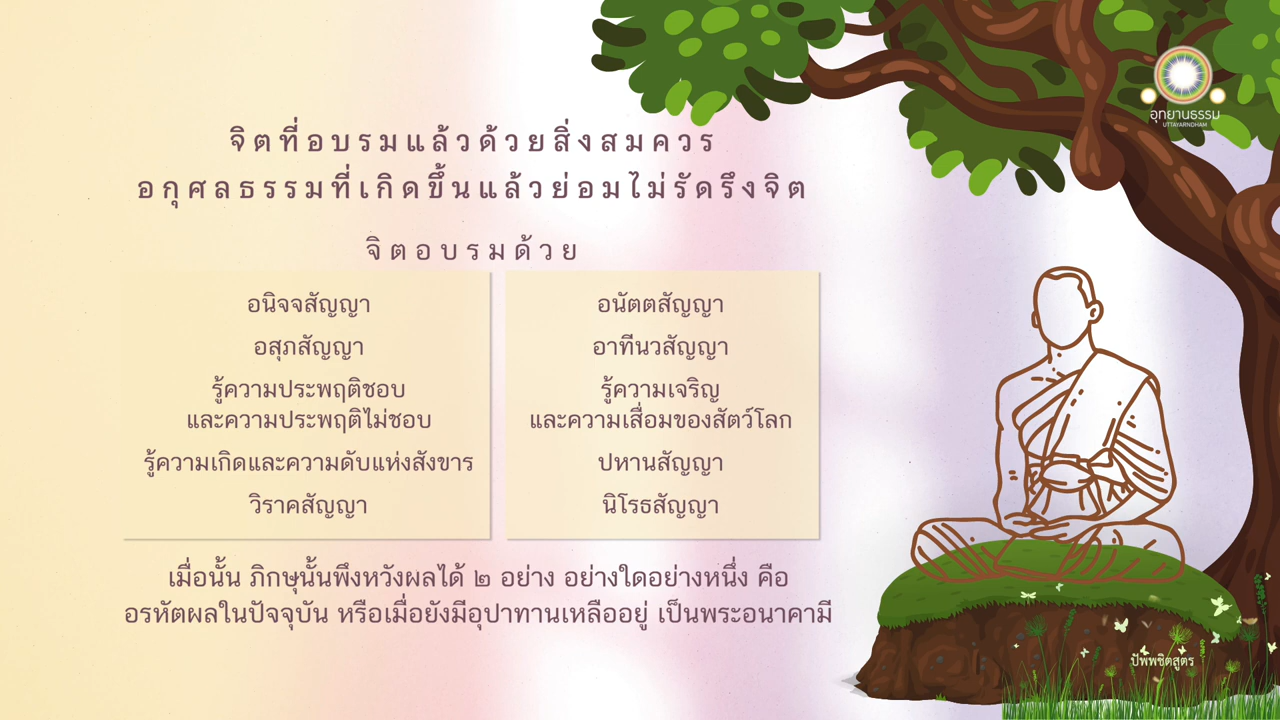 จิตที่อบรมแล้วด้วยสิ่งสมควร
อกุศลธรรมที่เกิดขึ้นแล้วย่อมไม่รัดรึงจิต
จิตอบรมด้วย
อนิจจสัญญา
อสุภสัญญา
รู้ความประพฤติชอบ
และความประพฤติไม่ชอบ
รู้ความเกิดและความดับแห่งสังขาร
วิราคสัญญา
อนัตตสัญญา
อาทีนวสัญญา
รู้ความเจริญ
และความเสื่อมของสัตว์โลก
ปหานสัญญา
นิโรธสัญญา
เมื่อนั้น ภิกษุนั้นพึงหวังผลได้ ๒ อย่าง อย่างใดอย่างหนึ่ง คือ
อรหัตผลในปัจจุบัน หรือเมื่อยังมีอุปาทานเหลืออยู่ เป็นพระอนาคามี
อุทยานธรรม
UTTAYARNDHAM
ปัพพชิตสูตร